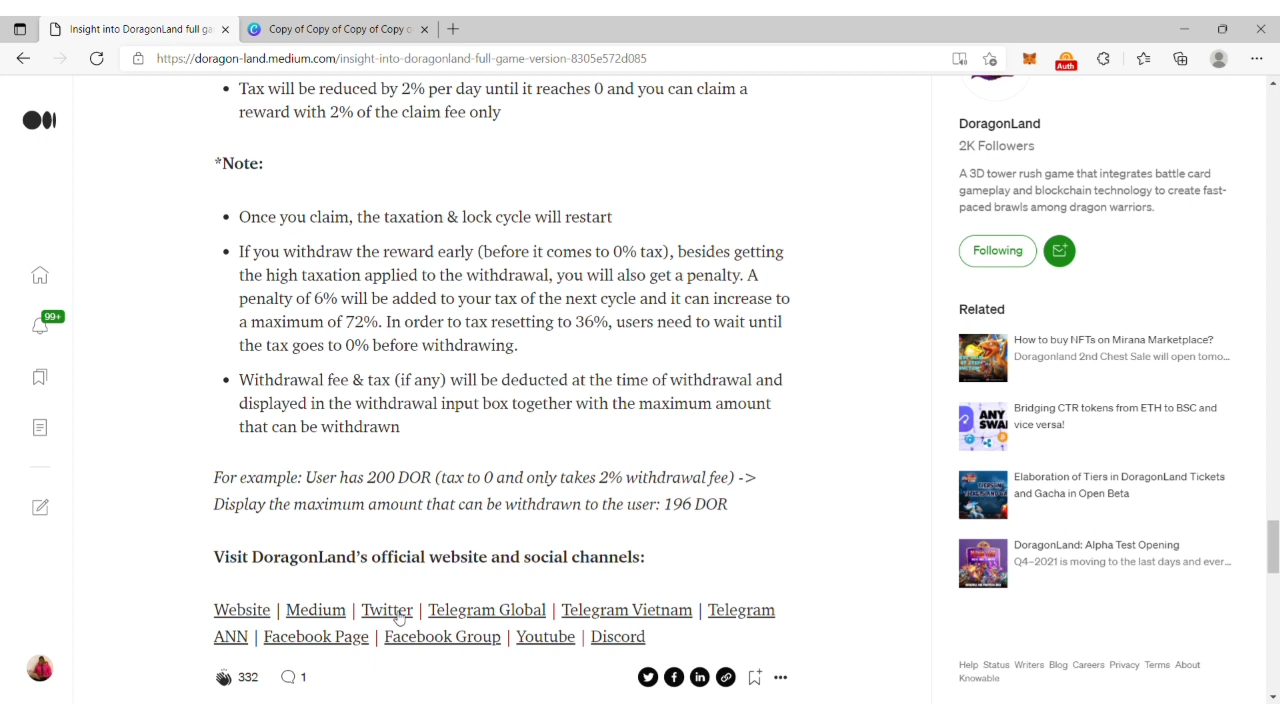 Insight into DoragonLand full ga
Copy of Copy of Copy of Copy o
https://doragon-land.medium.com/insight-into-doragonland-full-game-version-8305e572d085
Auth
• Tax will be reduced by 2% per day until it reaches 0 and you can claim a
reward with 2% of the claim fee only
*Note:
• Once you claim, the taxation & lock cycle will restart
• If you withdraw the reward early (before it comes to 0% tax), besides getting
the high taxation applied to the withdrawal, you will also get a penalty. A
penalty of 6% will be added to your tax of the next cycle and it can increase to
a maximum of 72%. In order to tax resetting to 36%, users need to wait until
the tax goes to 0% before withdrawing.
• Withdrawal fee & tax (if any) will be deducted at the time of withdrawal and
displayed in the withdrawal input box together with the maximum amount
that can be withdrawn
For example: User has 200 DOR (tax to 0 and only takes 2% withdrawal fee) ->
Display the maximum amount that can be withdrawn to the user: 196 DOR
Visit DoragonLand's official website and social channels:
Website | Medium | Twitter | Telegram Global | Telegram Vietnam | Telegram
ANN | Facebook Page | Facebook Group | Youtube | Discord
332 1
99+
DoragonLand
2K Followers
A 3D tower rush game that integrates battle card
gameplay and blockchain technology to create fast-
paced brawls among dragon warriors.
Following
Related
How to buy NFTs on Mirana Marketplace?
Doragonland 2nd Chest Sale will open tomo...
Bridging CTR tokens from ETH to BSC and
vice versa!
ANY
SWA
Elaboration of Tiers in DoragonLand Tickets
and Gacha in Open Beta
DoragonLand: Alpha Test Opening
Q4–2021 is moving to the last days and ever...
Help Status Writers Blog Careers Privacy Terms About
Knowable